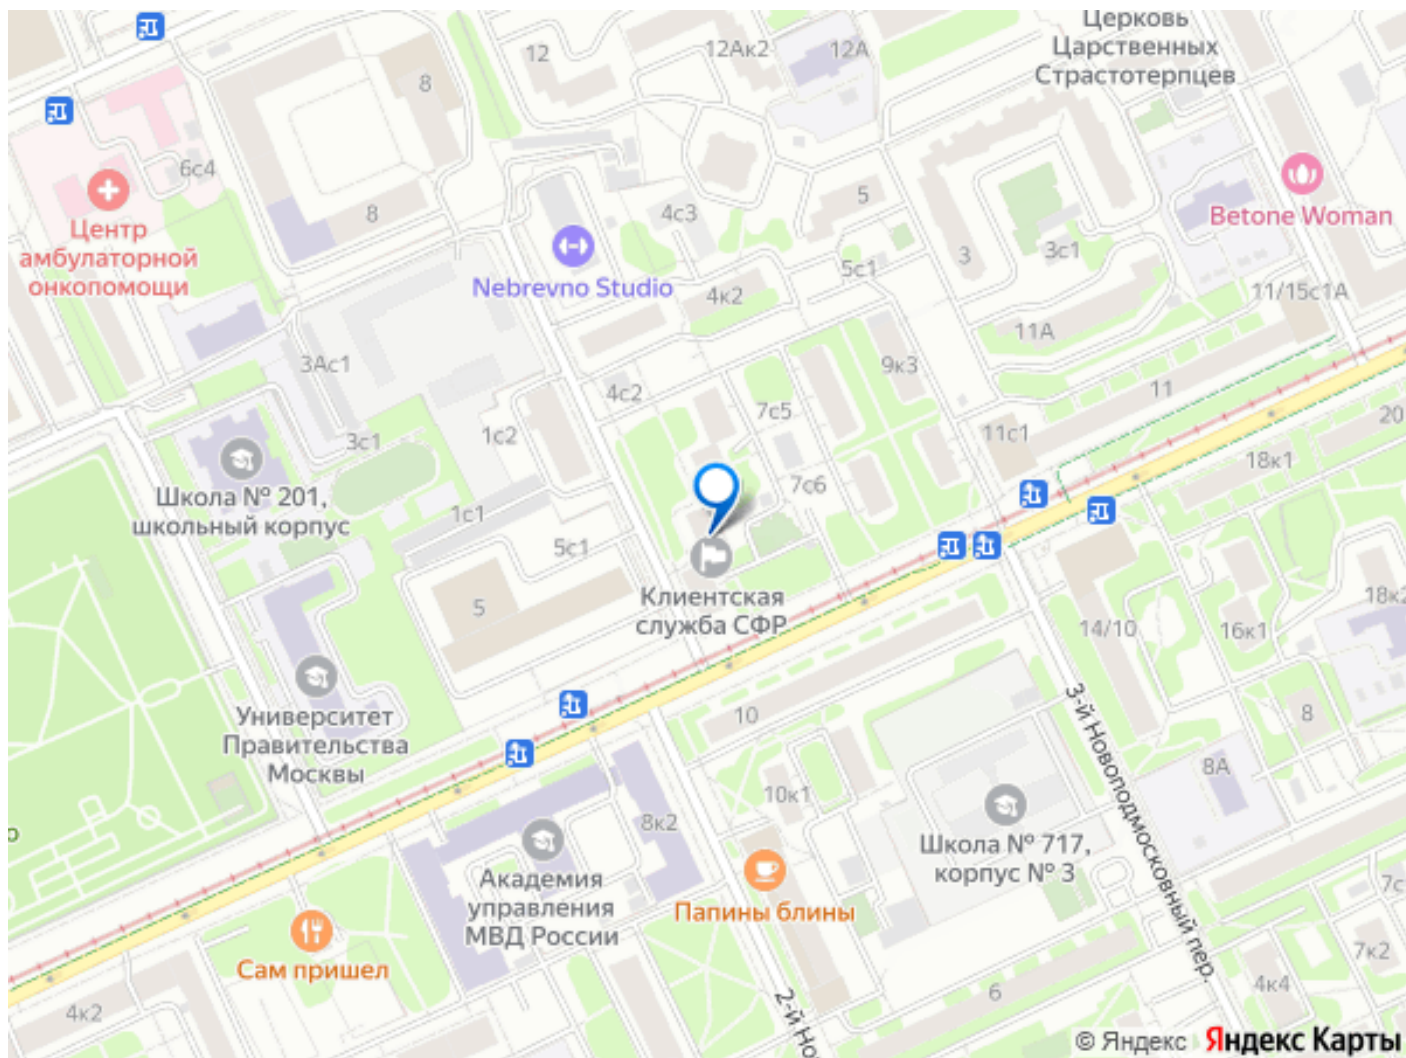 Церковь
Царственных
Страстотерпцев
12
12Ак2
12А
8
6с4
Центр
амбулаторной
онкопомощи
8
4с3
5
Betone Woman
Nebrevno Studio
4к2
5с1
3
3с1
11/15с1А
11А
3Ас1
9к3
4с2
7с5
11
20
1с2
11с1
3с1
18к1
Школа № 201,
школьный корпус
7с6
1с1
5с1
5
Клиентская
служба СФР
14/10
16к1
18к2
Университет
Правительства
Москвы
10
8
3-й Новоподмосковный пер.
8А
10к1
8к2
Школа № 717,
корпус № 3
Академия
управления
МВД России
Папины блины
7с
Сам пришел
7к2
4к4
6
4к2
2-й Но
о
© Яндекс Яндекс Карты